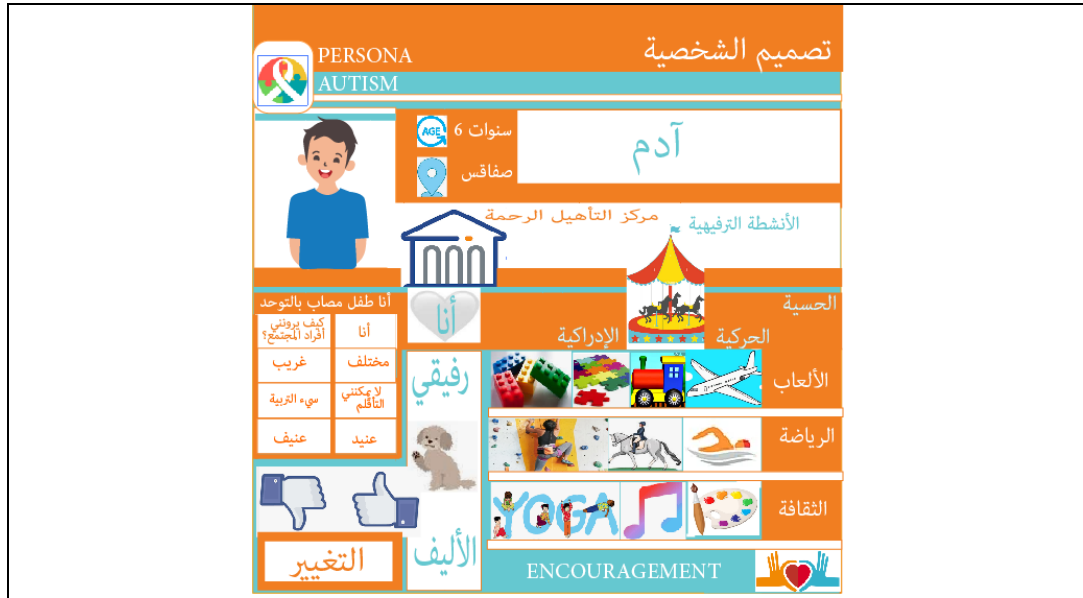 تصميم الشخصية
PERSONA
AUTISM
آدم
6 سنوات
AGE
صفاقس
مركز التأهيل الرحمة
الأنشطة الترفيهية
الحسية
الحركية
الإدراكية
أنا طفل مصاب بالتوحد
أنا
كيف يرونني أفراد المجتمع؟
مختلف
غريب
لا يمكنني التأقلم
سيء التربية
عنيد
عنيف
أنا
رفيقي
الأليف
الألعاب
الرياضة
الثقافة
YOGA
التغيير
ENCOURAGEMENT